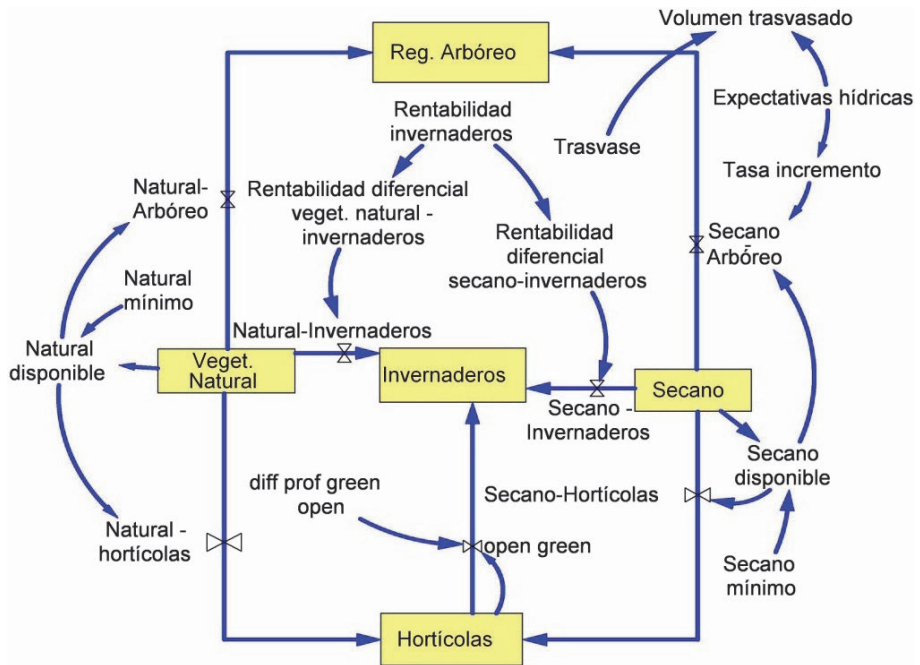 Volumen trasvasado
Reg. Arbóreo
Rentabilidad
invernaderos
Expectativas hídricas
Trasvase
Tasa incremento
Natural-
Arbóreo
Rentabilidad diferencial
veget. natural -
invernaderos
Rentabilidad
diferencial
secano-invernaderos
Secano -
Arbóreo
Natural
mínimo
Natural
disponible
Natural-Invernaderos
Veget.
Natural
Invernaderos
Secano
Secano -
Invernaderos
Secano
disponible
diff prof green
open
Secano-Hortícolas
Natural -
hortícolas
open green
Secano
mínimo
Hortícolas